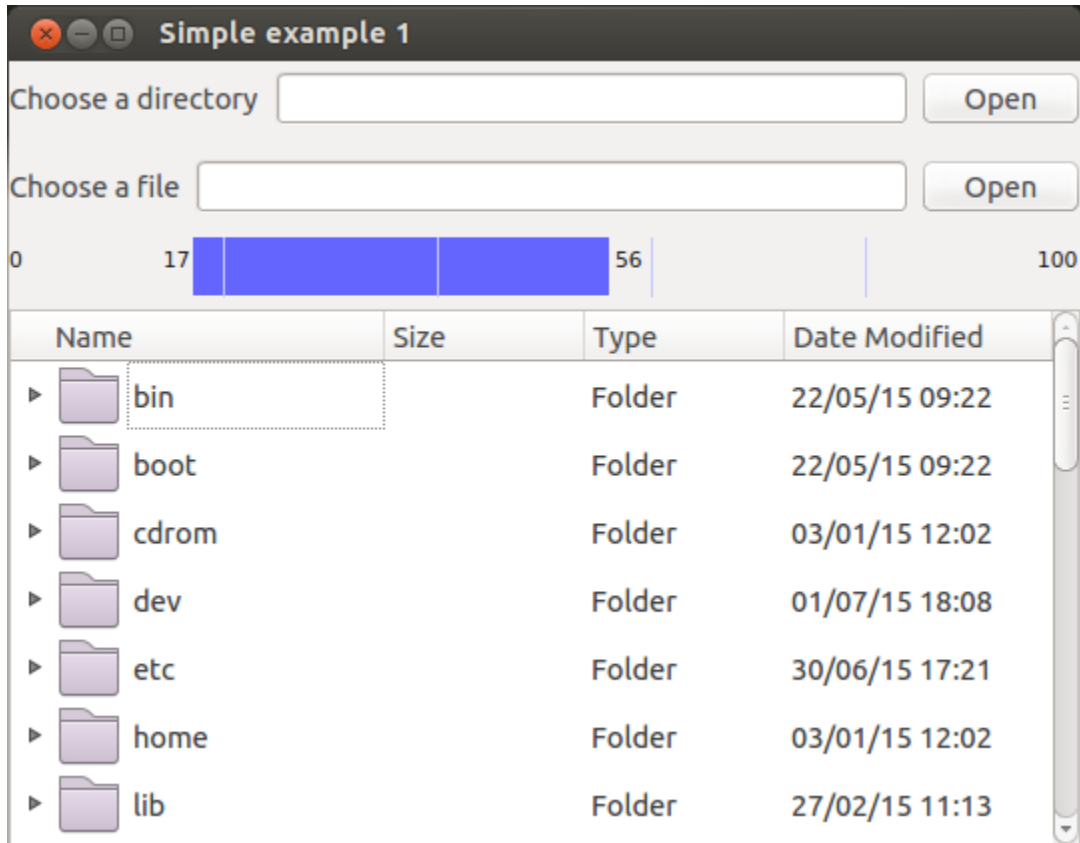 Simple example 1
Choose a directory Open
Choose a file Open
0 17 56 100
Name Size Type Date Modified
bin Folder 22/05/15 09:22
boot Folder 22/05/15 09:22
cdrom Folder 03/01/15 12:02
dev Folder 01/07/15 18:08
etc Folder 30/06/15 17:21
home Folder 03/01/15 12:02
lib Folder 27/02/15 11:13